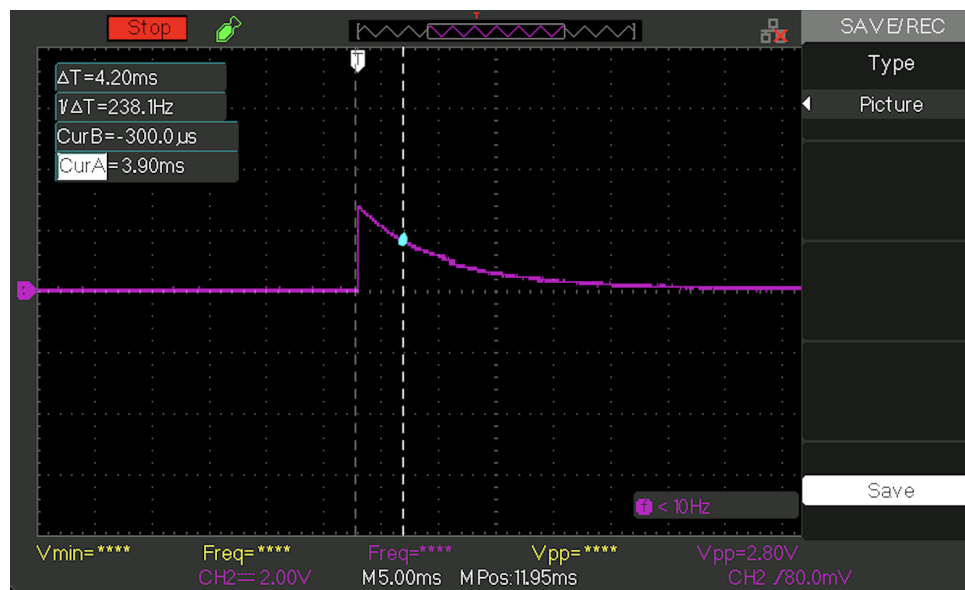 Stop
T
SAVE/REC
Type
Picture
T
ΔT=4.20ms
1/ΔT=238.1Hz
CurB=-300.0µs
CurA=3.90ms
f < 10Hz
Save
Vmin=**** Freq=**** Freq=**** Vpp=**** Vpp=2.80V
CH2 2.00V M5.00ms MPos:11.95ms CH2 /80.0mV